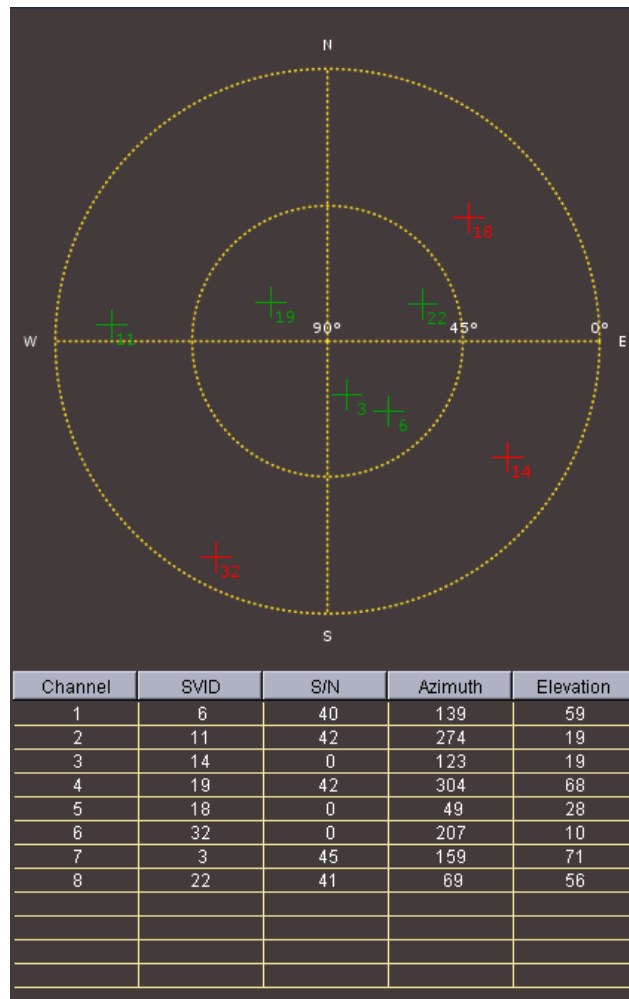 N
18
19
22
11
90° 45° 0°
W E
3
6
14
32
S
Channel SVID S/N Azimuth Elevation
1 6 40 139 59
2 11 42 274 19
3 14 0 123 19
4 19 42 304 68
5 18 0 49 28
6 32 0 207 10
7 3 45 159 71
8 22 41 69 56